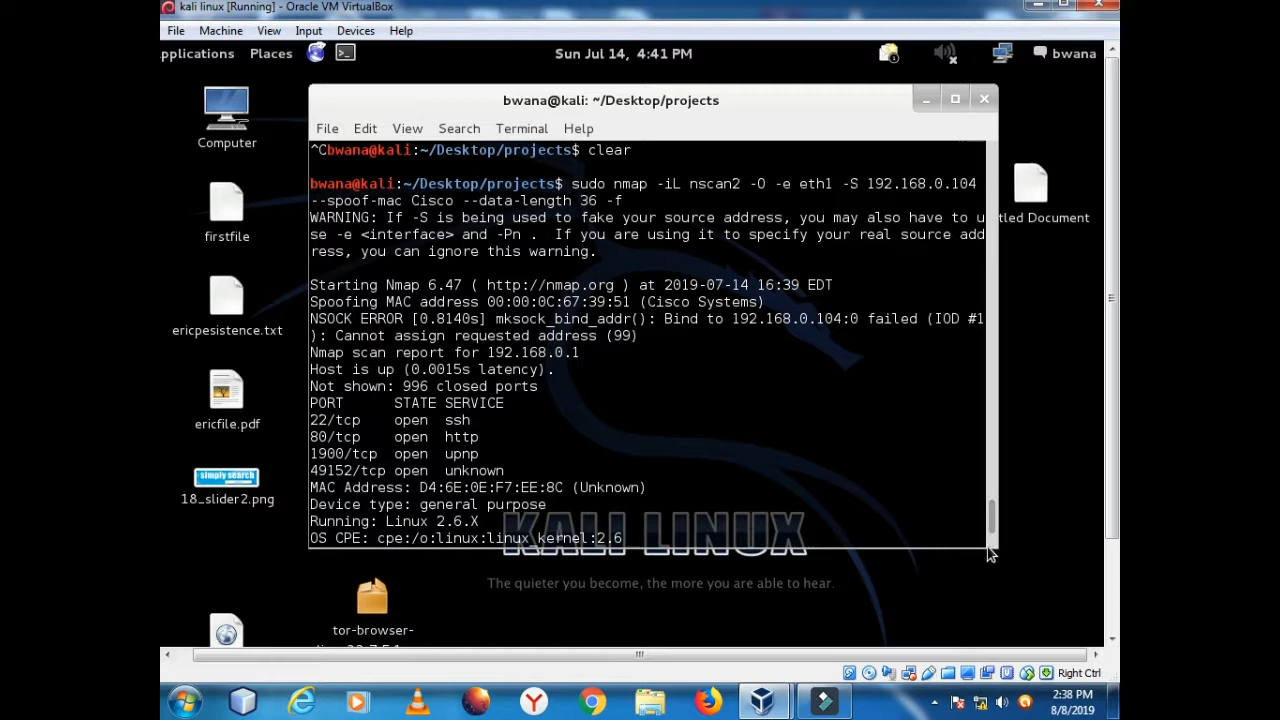 kali linux [Running] - Oracle VM VirtualBox
File Machine View Input Devices Help
pplications Places Sun Jul 14, 4:41 PM 1 bwana
bwana@kali: ~/Desktop/projects
File Edit View Search Terminal Help
^Cbwana@kali:~/Desktop/projects$ clear
bwana@kali:~/Desktop/projects$ sudo nmap -iL nscan2 -O -e eth1 -S 192.168.0.104
--spoof-mac Cisco --data-length 36 -f
WARNING: If -S is being used to fake your source address, you may also have to u
se -e <interface> and -Pn .  If you are using it to specify your real source add
ress, you can ignore this warning.
Starting Nmap 6.47 ( http://nmap.org ) at 2019-07-14 16:39 EDT
Spoofing MAC address 00:00:0C:67:39:51 (Cisco Systems)
NSOCK ERROR [0.8140s] mksock_bind_addr(): Bind to 192.168.0.104:0 failed (IOD #1
): Cannot assign requested address (99)
Nmap scan report for 192.168.0.1
Host is up (0.0015s latency).
Not shown: 996 closed ports
PORT STATE SERVICE
22/tcp open ssh
80/tcp open http
1900/tcp open upnp
49152/tcp open unknown
MAC Address: D4:6E:0E:F7:EE:8C (Unknown)
Device type: general purpose
Running: Linux 2.6.X
OS CPE: cpe:/o:linux:linux_kernel:2.6
Computer
firstfile
ericpesistence.txt
ericfile.pdf
simply search
18_slider2.png
tled Document
KALI LINUX
The quieter you become, the more you are able to hear.
tor-browser-
Right Ctrl
2:38 PM
8/8/2019